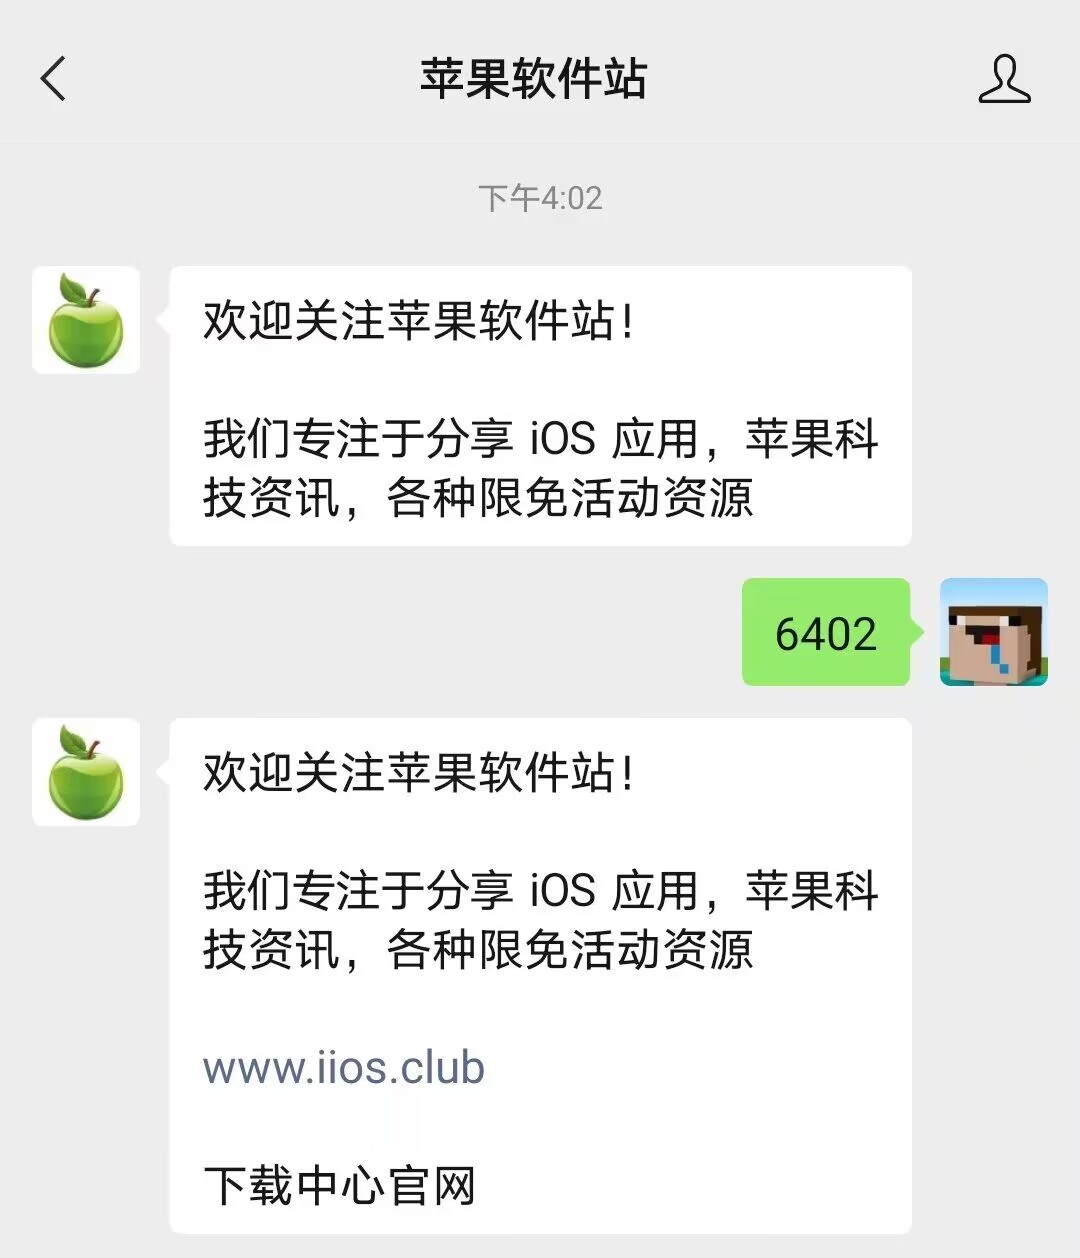 苹果软件站
下午4:02
欢迎关注苹果软件站!
我们专注于分享 iOS 应用，苹果科
技资讯，各种限免活动资源
6402
欢迎关注苹果软件站!
我们专注于分享 iOS 应用，苹果科
技资讯，各种限免活动资源
www.iios.club
下载中心官网